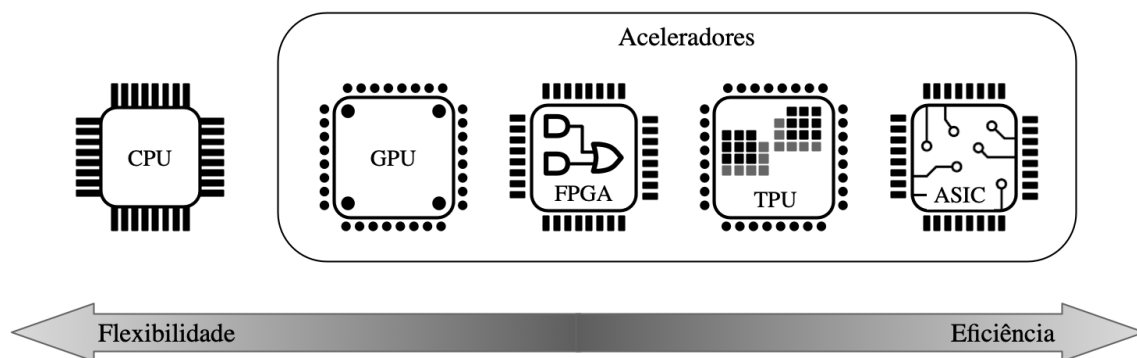 Aceleradores
CPU
GPU
FPGA
TPU
ASIC
Flexibilidade
Eficiência